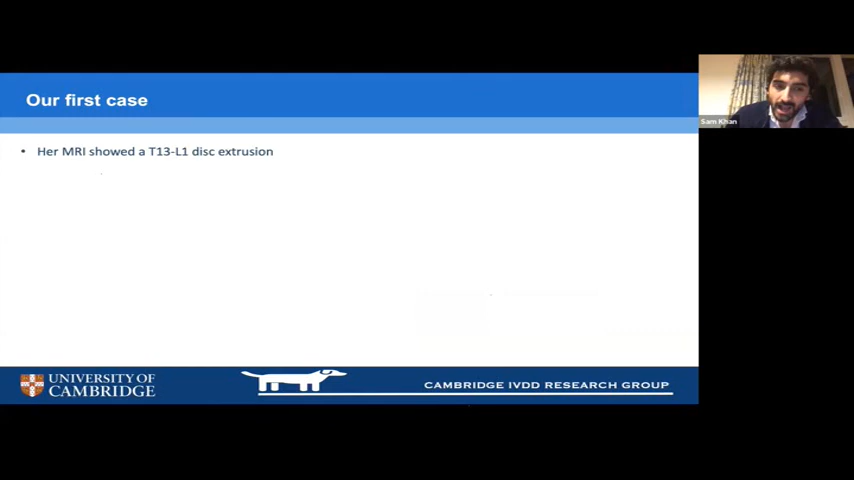 Our first case
Sam Khan
• Her MRI showed a T13-L1 disc extrusion
UNIVERSITY OF
CAMBRIDGE
CAMBRIDGE IVDD RESEARCH GROUP